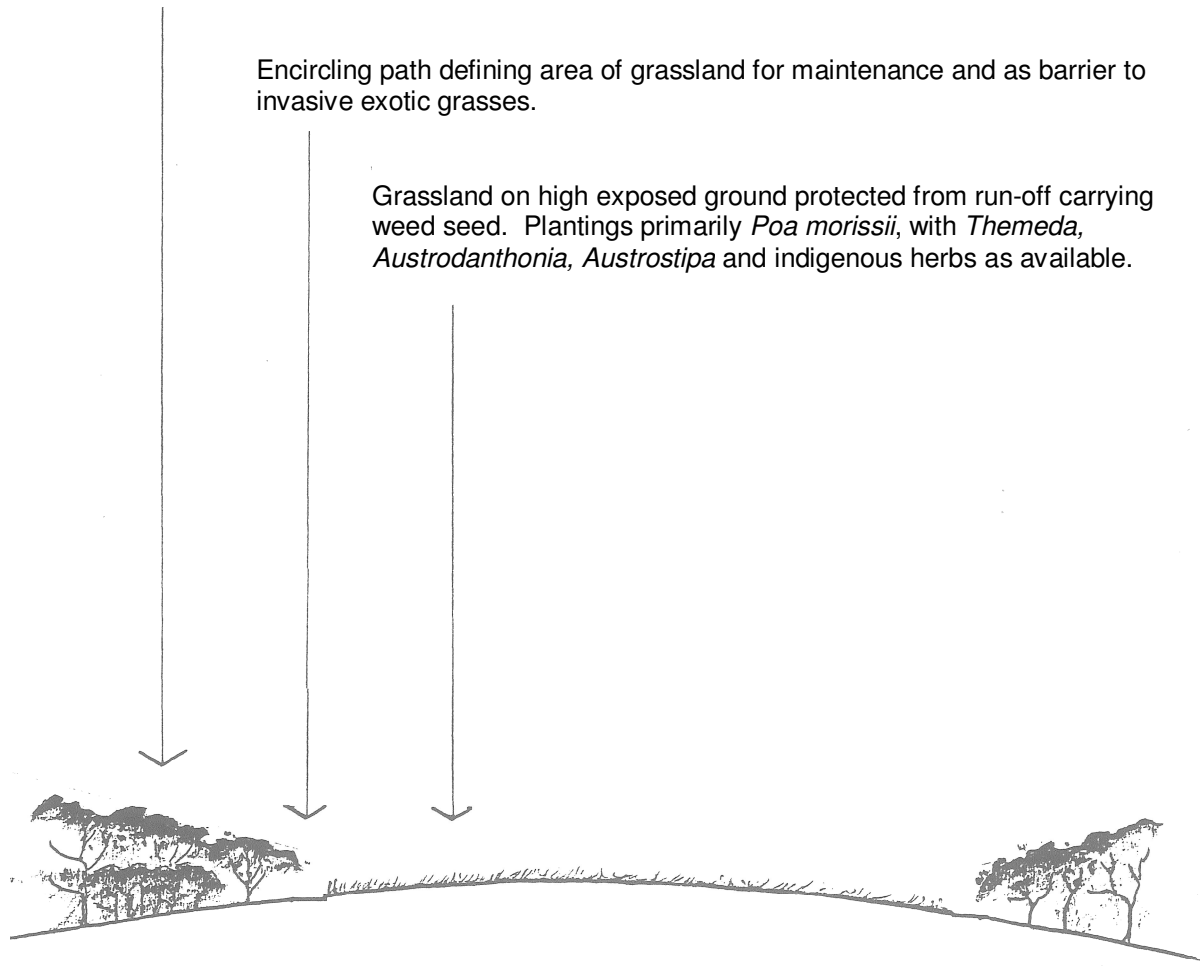 Encircling path defining area of grassland for maintenance and as barrier to
invasive exotic grasses.
Grassland on high exposed ground protected from run-off carrying
weed seed.  Plantings primarily Poa morissii, with Themeda,
Austrodanthonia, Austrostipa and indigenous herbs as available.